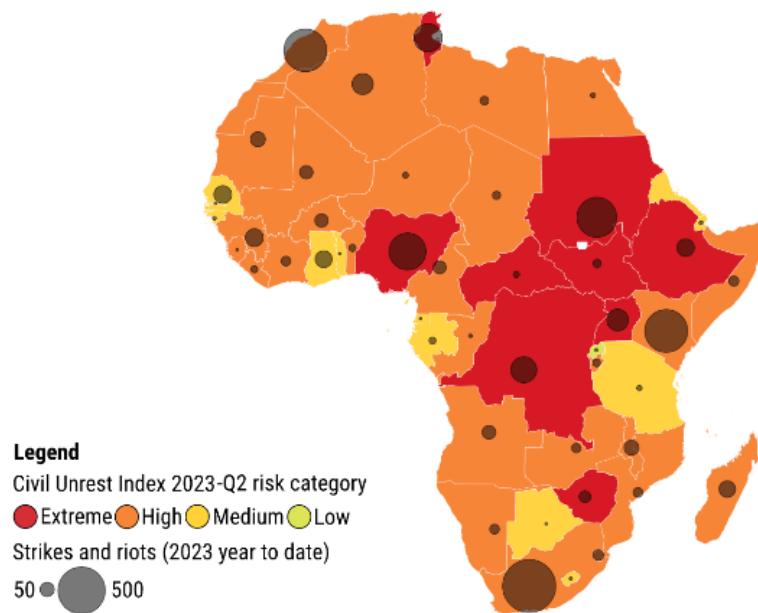 Legend
Civil Unrest Index 2023-Q2 risk category
Extreme High Medium Low
Strikes and riots (2023 year to date)
50 500